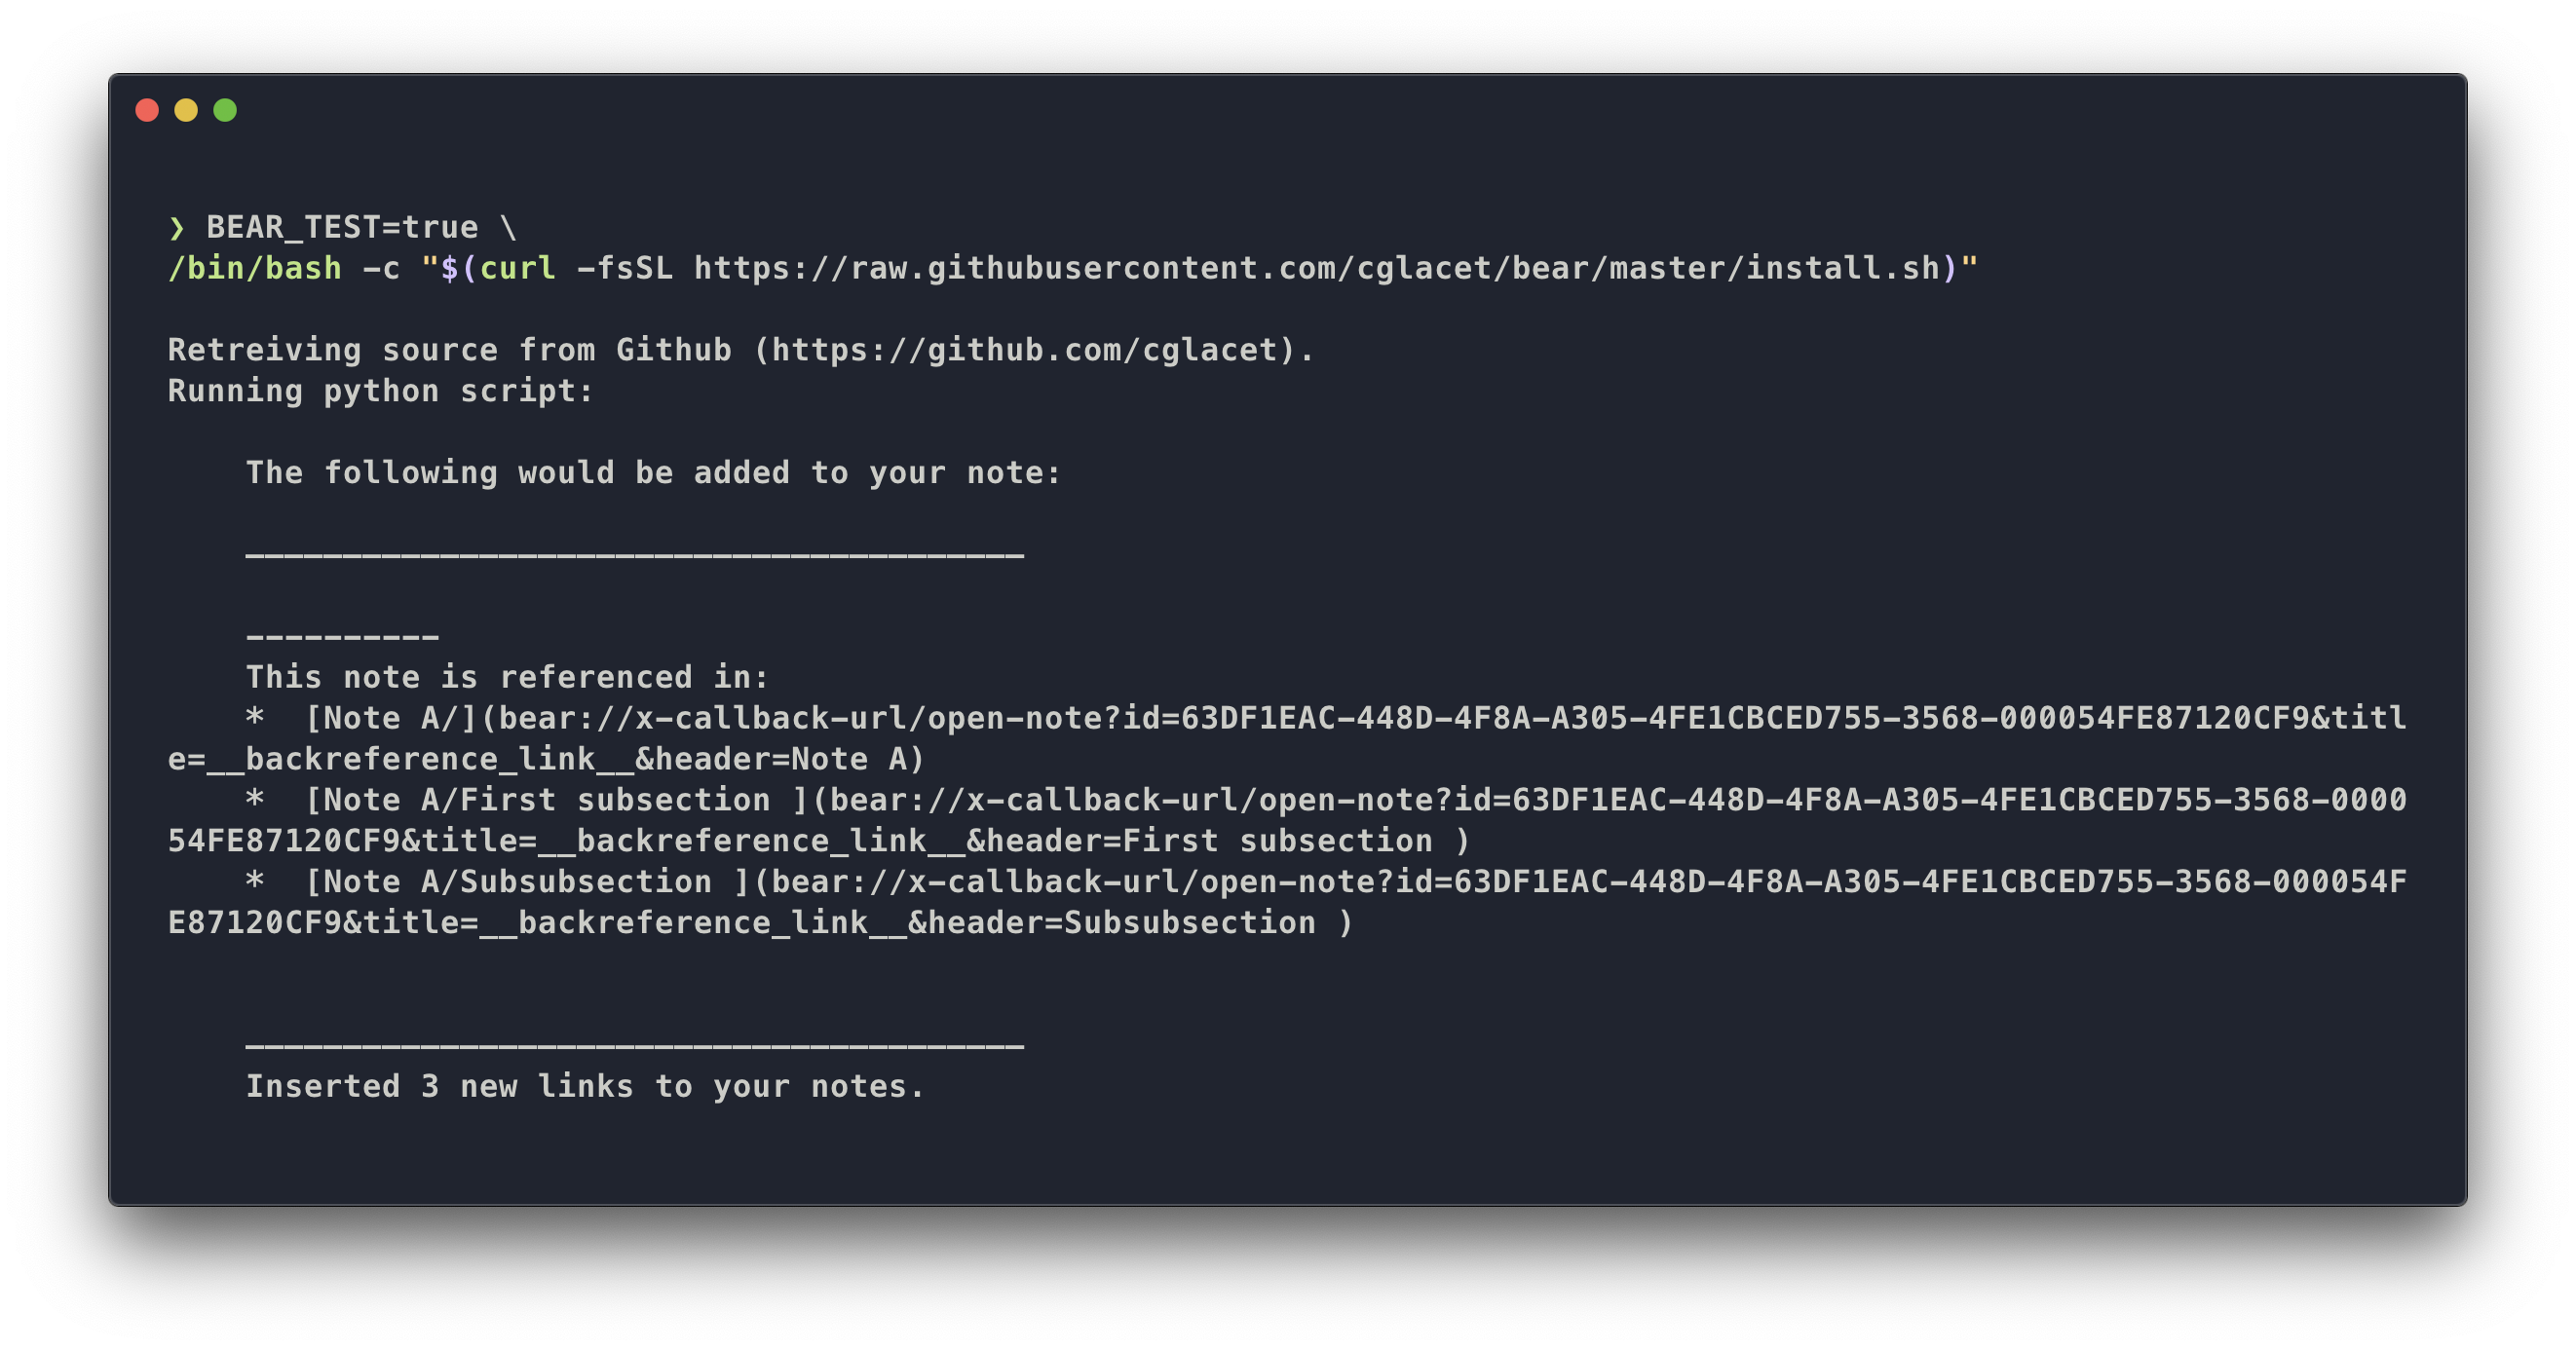 ❯ BEAR_TEST=true \
/bin/bash -c "$(curl -fsSL https://raw.githubusercontent.com/cglacet/bear/master/install.sh)"
Retreiving source from Github (https://github.com/cglacet).
Running python script:
The following would be added to your note:
________________________________________
----------
This note is referenced in:
*  [Note A/](bear://x-callback-url/open-note?id=63DF1EAC-448D-4F8A-A305-4FE1CBCED755-3568-000054FE87120CF9&titl
e=__backreference_link__&header=Note A)
*  [Note A/First subsection ](bear://x-callback-url/open-note?id=63DF1EAC-448D-4F8A-A305-4FE1CBCED755-3568-0000
54FE87120CF9&title=__backreference_link__&header=First subsection )
*  [Note A/Subsubsection ](bear://x-callback-url/open-note?id=63DF1EAC-448D-4F8A-A305-4FE1CBCED755-3568-000054F
E87120CF9&title=__backreference_link__&header=Subsubsection )
________________________________________
Inserted 3 new links to your notes.